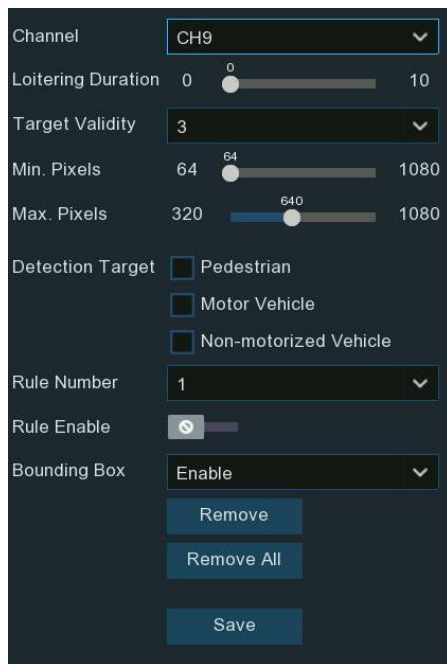 Channel CH9
0
Loitering Duration 0 10
Target Validity 3
64
Min. Pixels 64 1080
640
Max. Pixels 320 1080
Detection Target Pedestrian
Motor Vehicle
Non-motorized Vehicle
Rule Number 1
Rule Enable
Bounding Box Enable
Remove
Remove All
Save